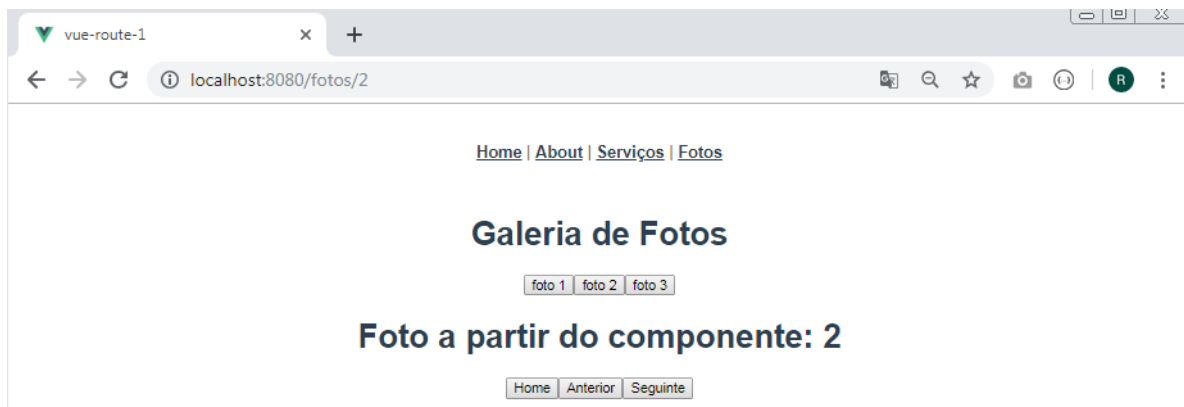 vue-route-1
localhost:8080/fotos/2
R
Home | About | Serviços | Fotos
Galeria de Fotos
foto 1 foto 2 foto 3
Foto a partir do componente: 2
Home Anterior Seguinte